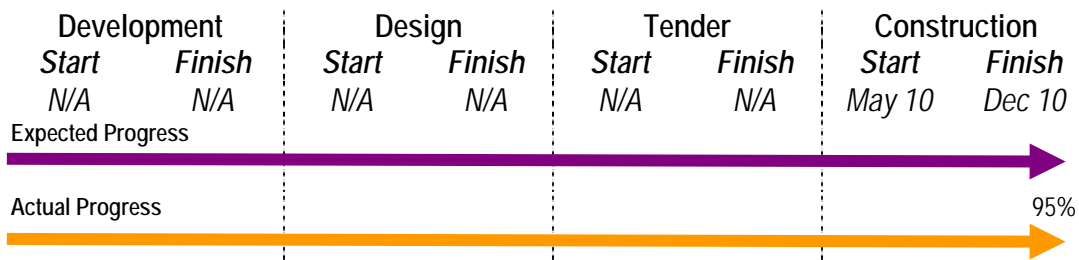 Development Design Tender Construction
Start Finish Start Finish Start Finish Start Finish
N/A N/A N/A N/A N/A N/A May 10 Dec 10
Expected Progress
Actual Progress 95%